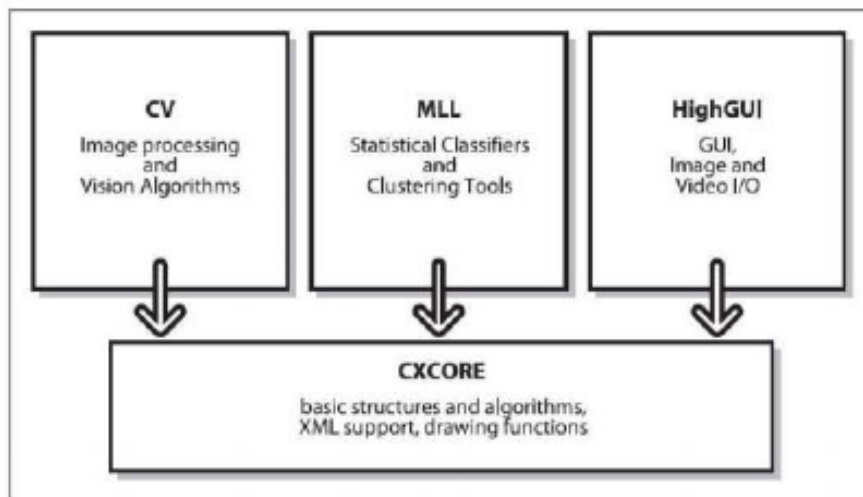 CV
Image processing
and
Vision Algorithms
MLL
Statistical Classifiers
and
Clustering Tools
HighGUI
GUI,
Image and
Video I/O
CXCORE
basic structures and algorithms,
XML support, drawing functions